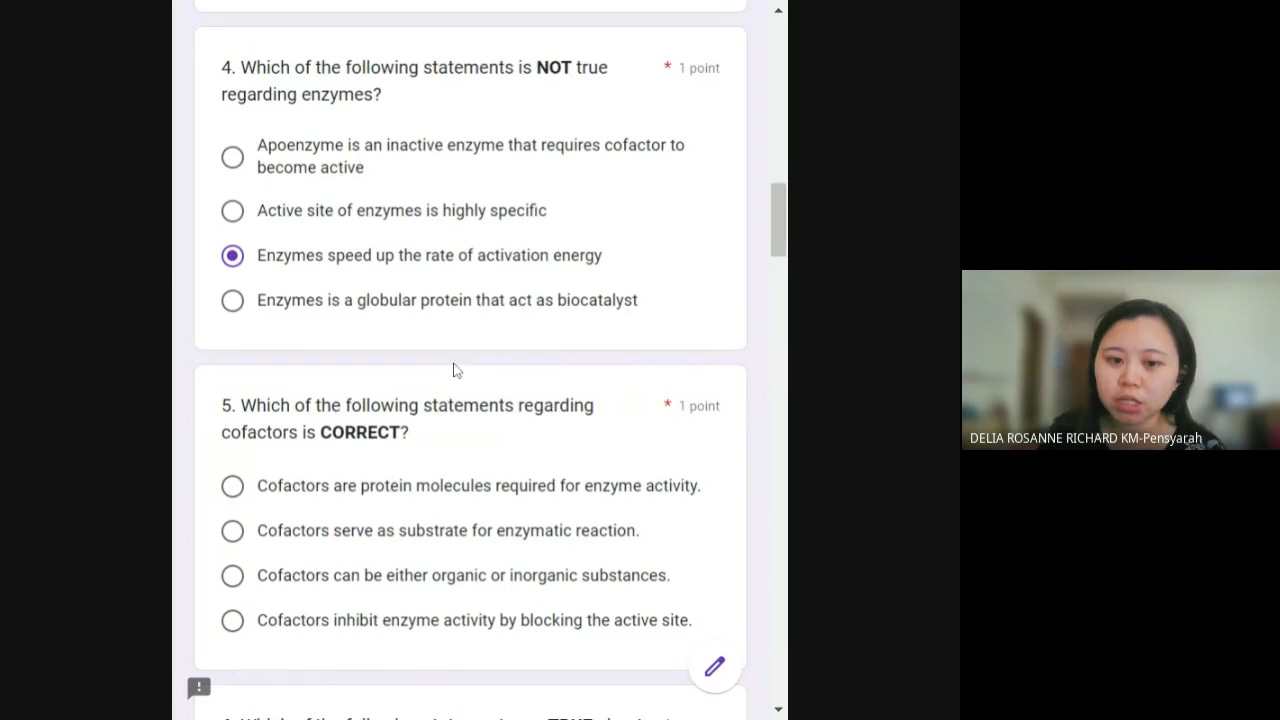 4. Which of the following statements is NOT true
* 1 point
regarding enzymes?
Apoenzyme is an inactive enzyme that requires cofactor to
become active
Active site of enzymes is highly specific
Enzymes speed up the rate of activation energy
Enzymes is a globular protein that act as biocatalyst
5. Which of the following statements regarding
* 1 point
cofactors is CORRECT?
Cofactors are protein molecules required for enzyme activity.
Cofactors serve as substrate for enzymatic reaction.
Cofactors can be either organic or inorganic substances.
Cofactors inhibit enzyme activity by blocking the active site.
DELIA ROSANNE RICHARD KM-Pensyarah